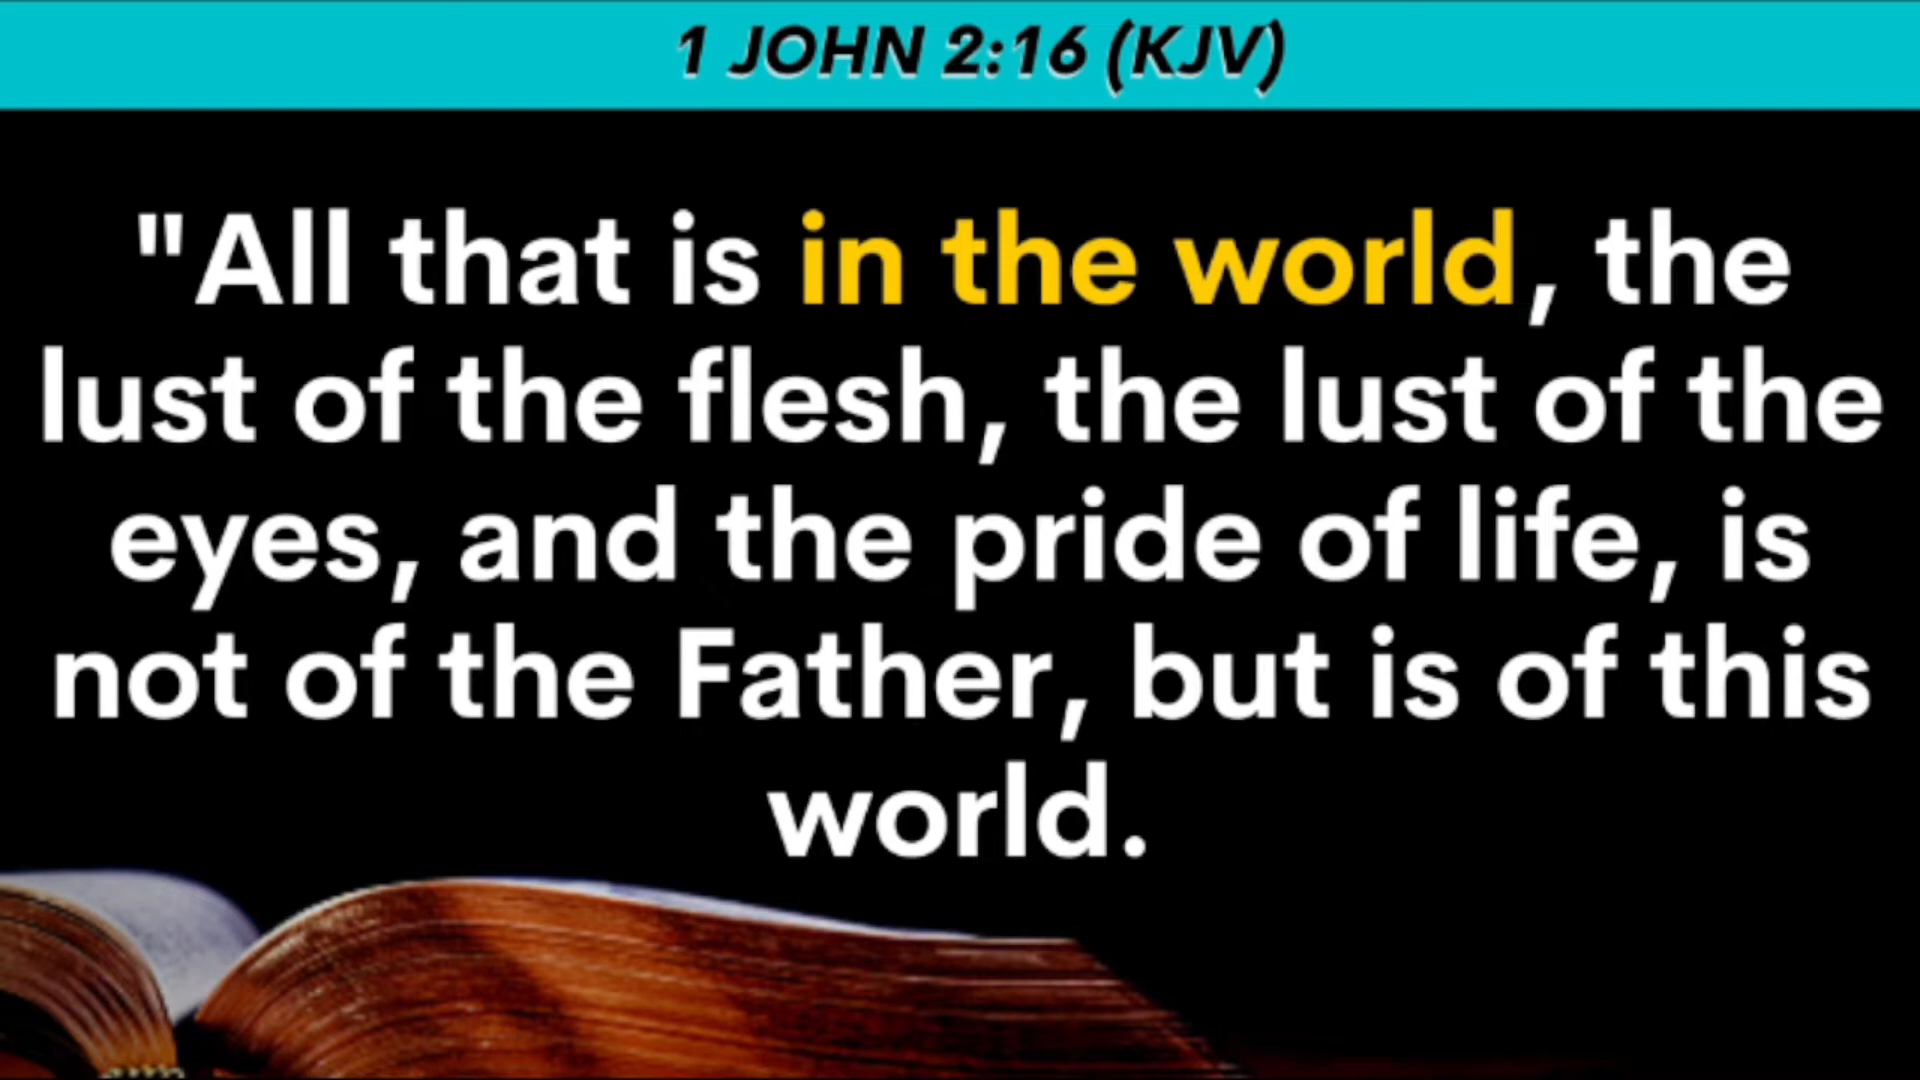 1 JOHN 2:16 (KJV)
"All that is in the world, the
lust of the flesh, the lust of the
eyes, and the pride of life, is
not of the Father, but is of this
world.